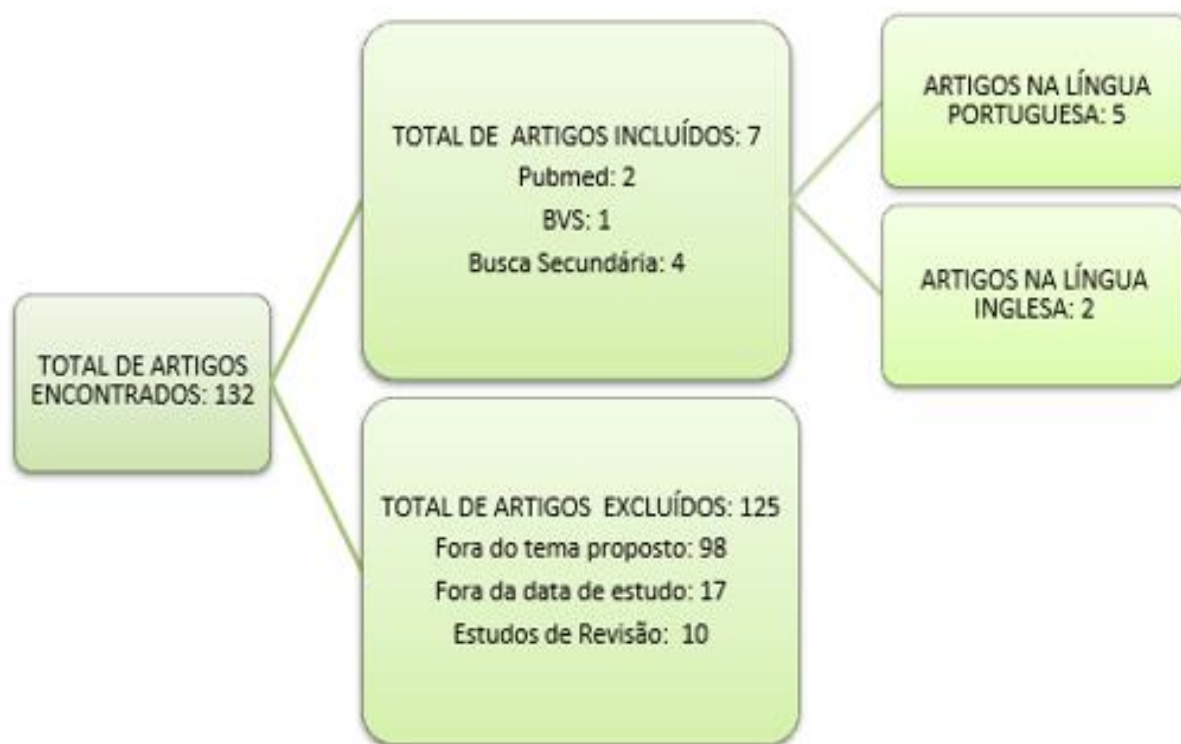 TOTAL DE ARTIGOS
ENCONTRADOS: 132
TOTAL DE ARTIGOS INCLUÍDOS: 7
Pubmed: 2
BVS: 1
Busca Secundária: 4
TOTAL DE ARTIGOS EXCLUÍDOS: 125
Fora do tema proposto: 98
Fora da data de estudo: 17
Estudos de Revisão: 10
ARTIGOS NA LÍNGUA
PORTUGUESA: 5
ARTIGOS NA LÍNGUA
INGLESA: 2